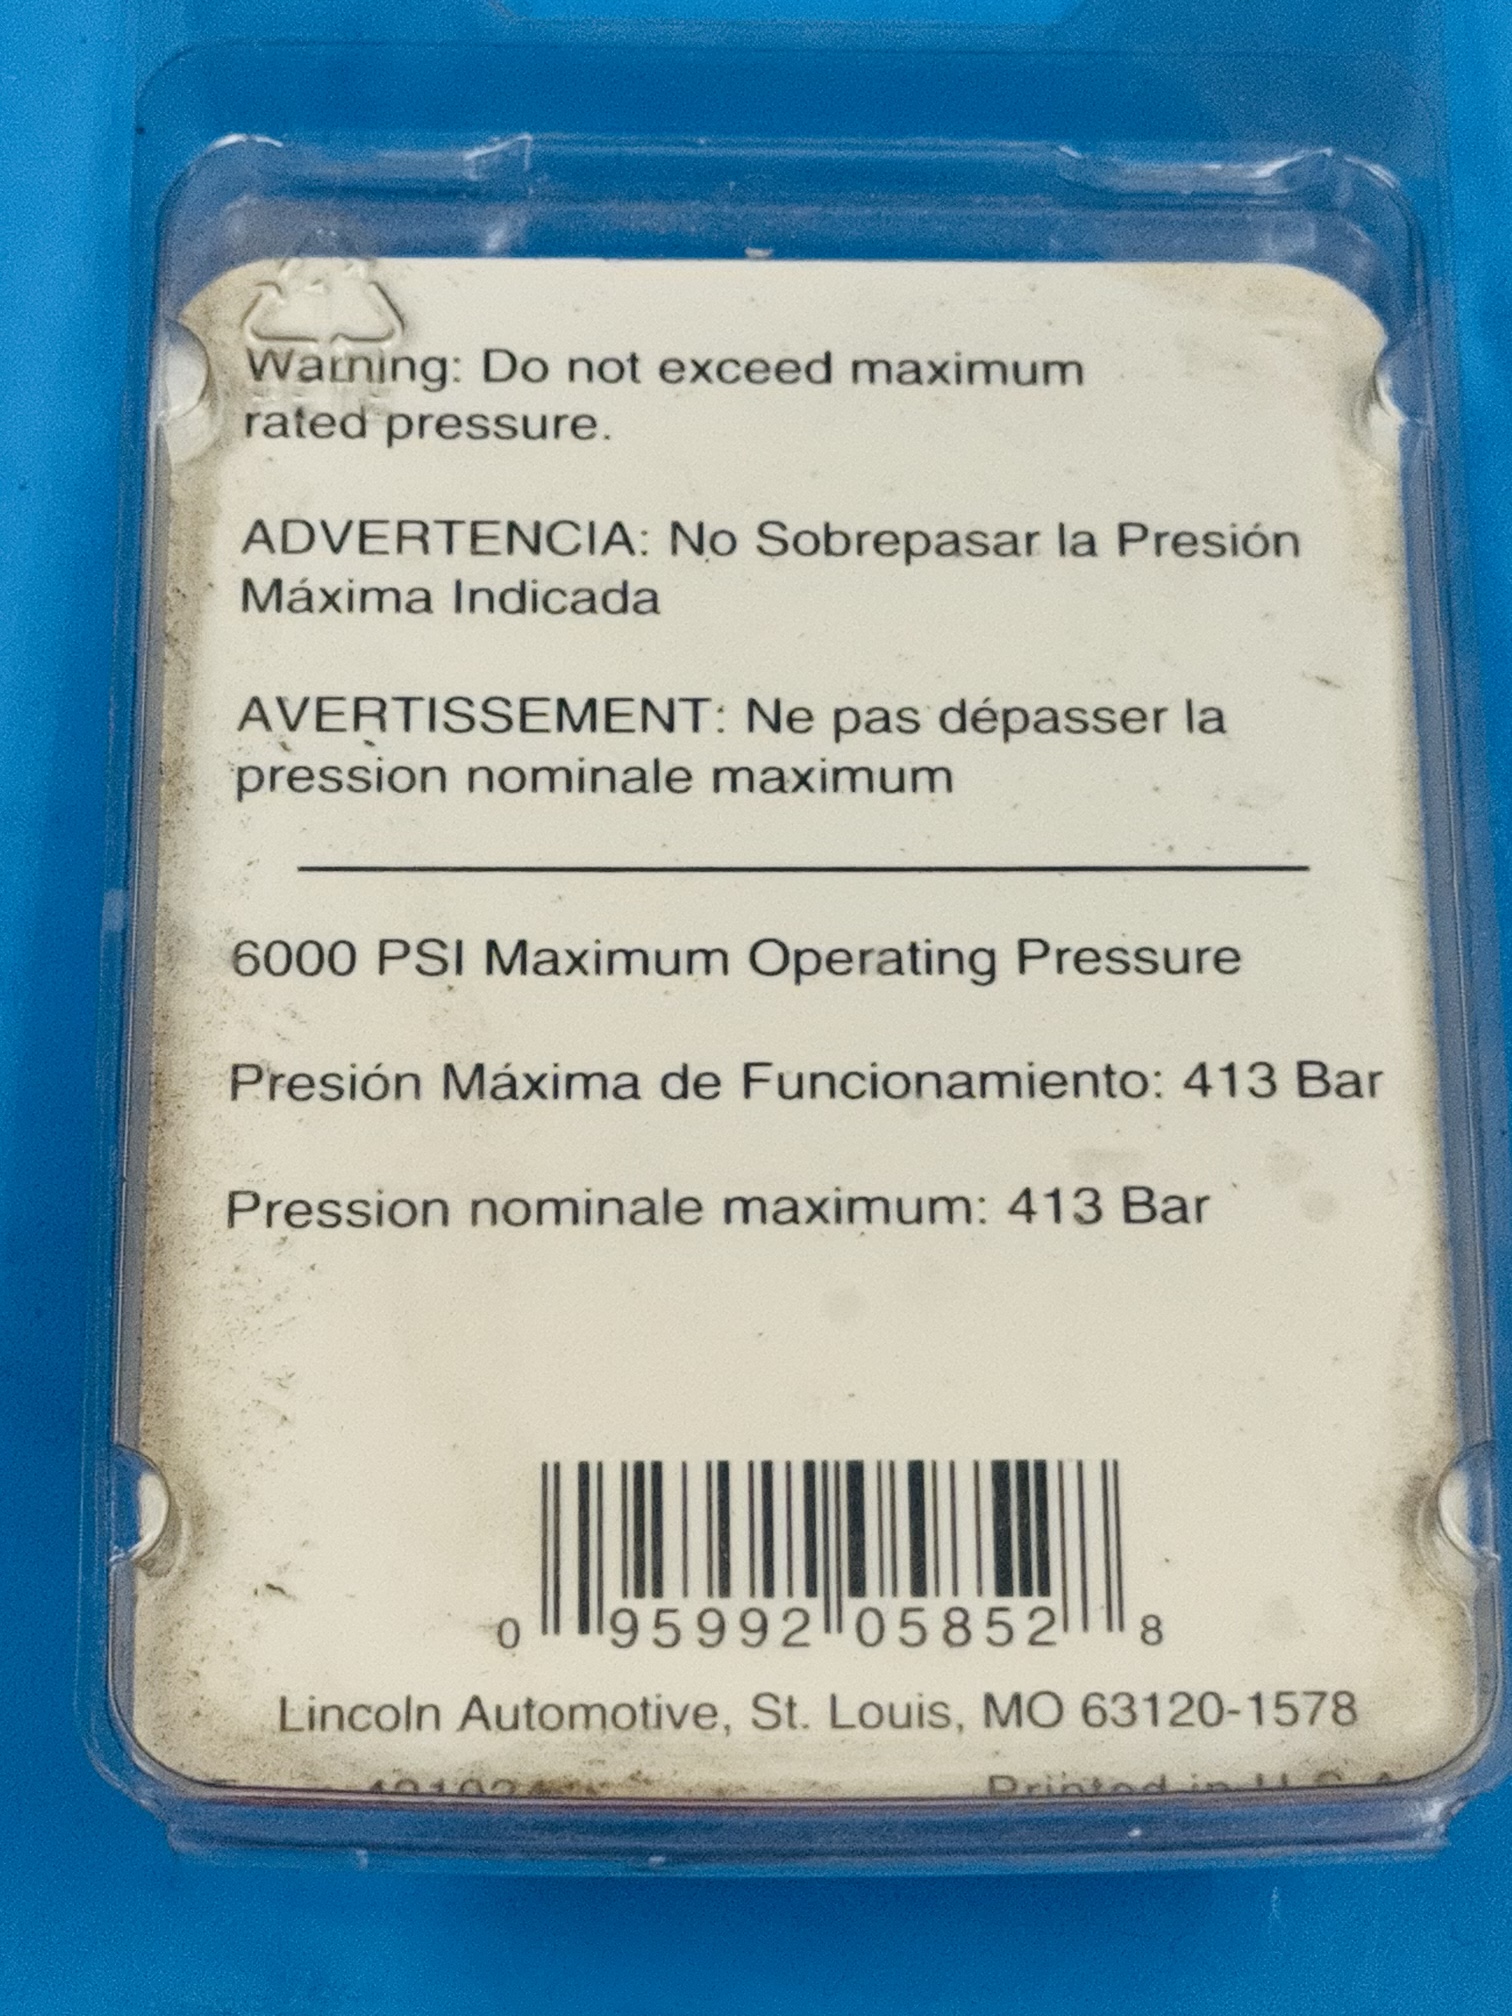 Warning: Do not exceed maximum
rated pressure.
ADVERTENCIA: No Sobrepasar la Presión
Máxima Indicada
AVERTISSEMENT: Ne pas dépasser la
pression nominale maximum
6000 PSI Maximum Operating Pressure
Presión Máxima de Funcionamiento: 413 Bar
Pression nominale maximum: 413 Bar
0 95992 05852 8
Lincoln Automotive, St. Louis, MO 63120-1578
Printed in U.S.A.